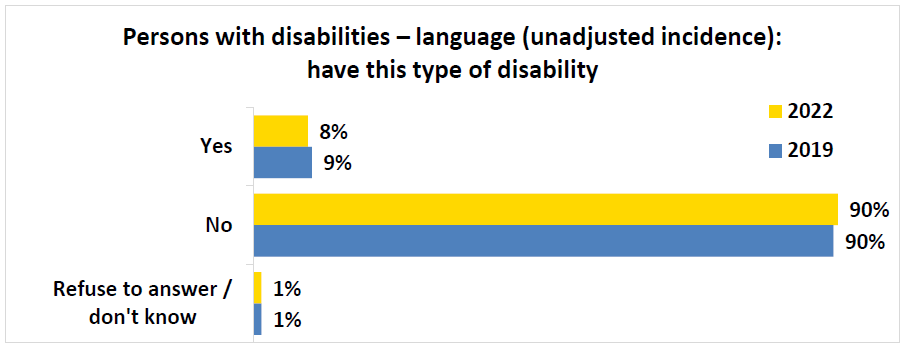 Persons with disabilities – language (unadjusted incidence):
have this type of disability
2022
2019
Yes
8%
9%
No
90%
90%
Refuse to answer /
don't know
1%
1%